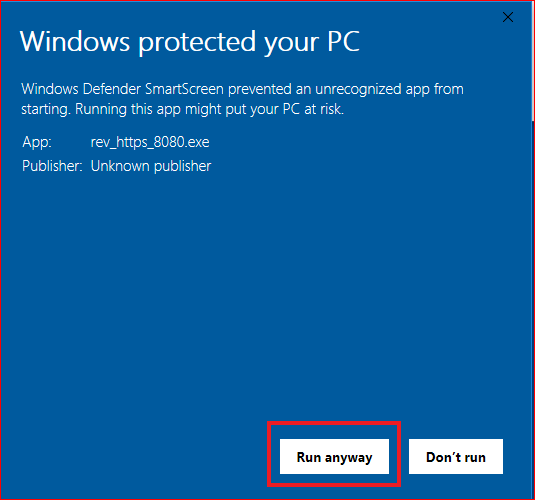 Windows protected your PC
Windows Defender SmartScreen prevented an unrecognized app from
starting. Running this app might put your PC at risk.
App: rev_https_8080.exe
Publisher: Unknown publisher
Run anyway Don't run